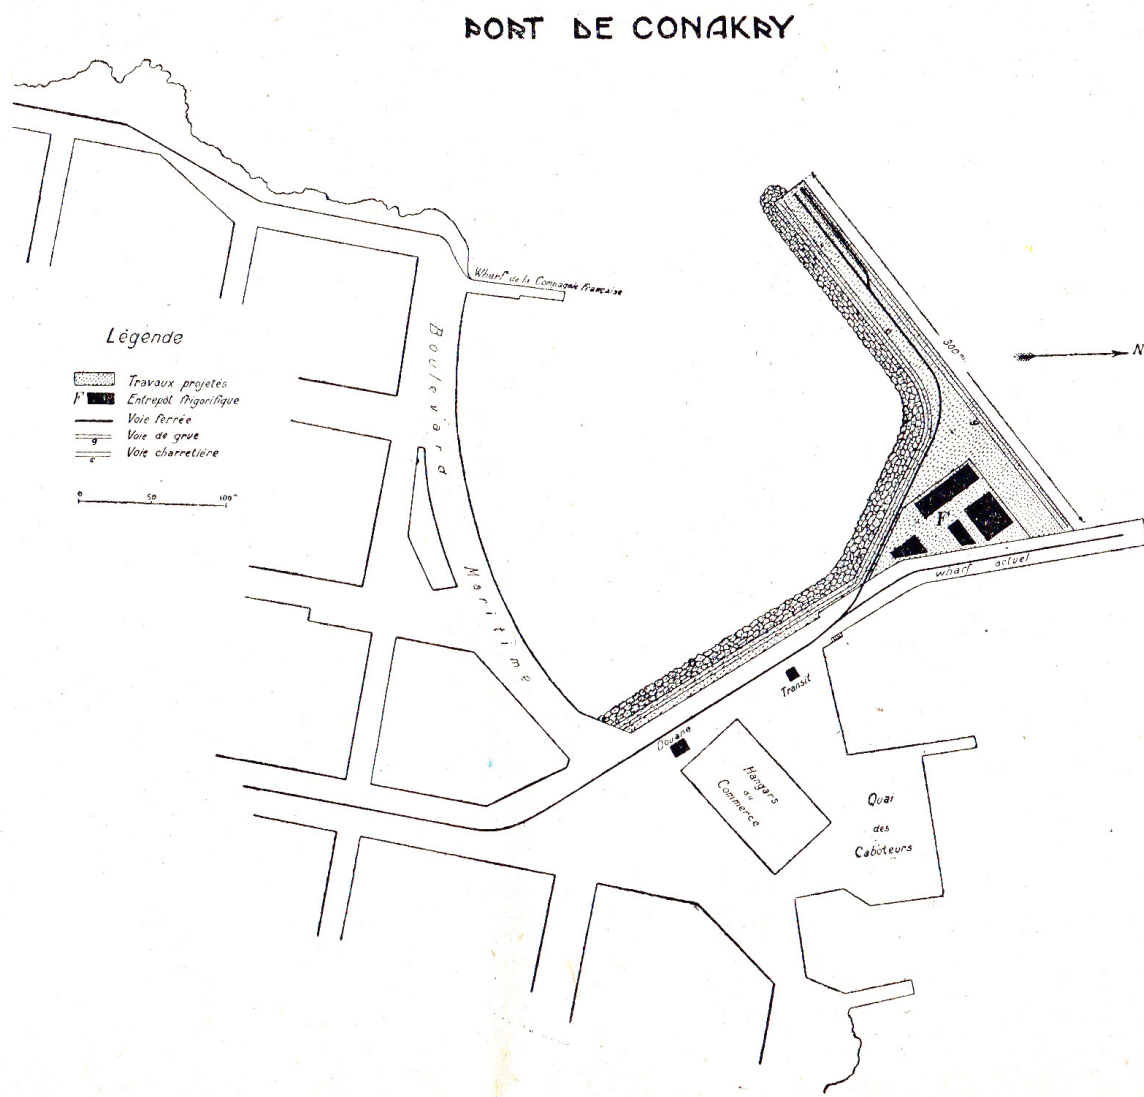 PORT DE CONAKRY
Wharf de la Compagnie française
Légende
Travaux projetés
F Entrepôt frigorifique
Voie ferrée
Voie de grue
g
Voie charretière
c
0 50 100m
Boulevard
Maritime
300m
N
c
g
F
wharf actuel
Transit
Douane
Hangars
du
Commerce
Quai
des
Caboteurs